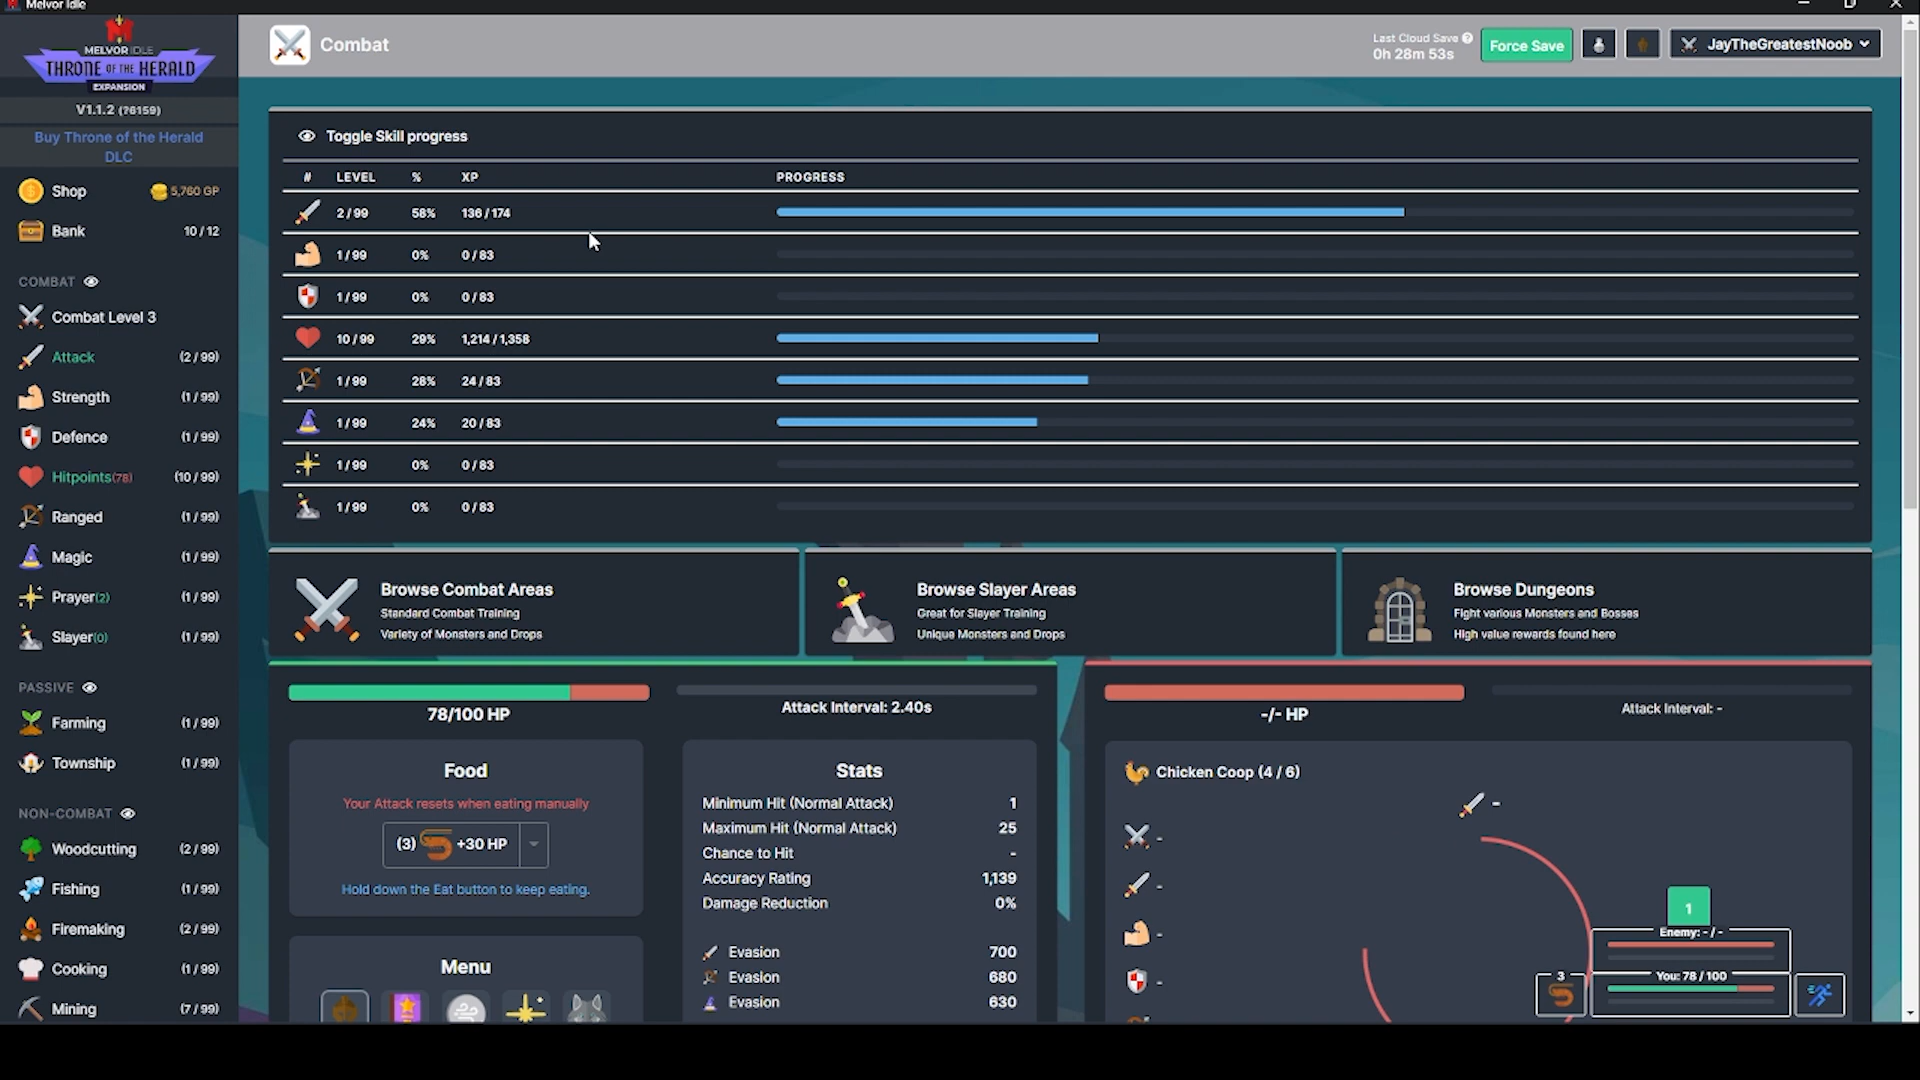 Melvor Idle
MELVOR IDLE
THRONE OF THE HERALD
EXPANSION
V1.1.2 (?6159)
Buy Throne of the Herald
DLC
Shop 5,760 GP
Bank 10 / 12
COMBAT
Combat Level 3
Attack (2 / 99)
Strength (1 / 99)
Defence (1 / 99)
Hitpoints(78) (10 / 99)
Ranged (1 / 99)
Magic (1 / 99)
Prayer(2) (1 / 99)
Slayer(0) (1 / 99)
PASSIVE
Farming (1 / 99)
Township (1 / 99)
NON-COMBAT
Woodcutting (2 / 99)
Fishing (1 / 99)
Firemaking (2 / 99)
Cooking (1 / 99)
Mining (7 / 99)
Combat
Last Cloud Save ?
0h 28m 53s
Force Save
JayTheGreatestNoob
Toggle Skill progress
# LEVEL % XP PROGRESS
2 / 99 58% 136 / 174
1 / 99 0% 0 / 83
1 / 99 0% 0 / 83
10 / 99 29% 1,214 / 1,358
1 / 99 28% 24 / 83
1 / 99 24% 20 / 83
1 / 99 0% 0 / 83
1 / 99 0% 0 / 83
Browse Combat Areas
Standard Combat Training
Variety of Monsters and Drops
Browse Slayer Areas
Great for Slayer Training
Unique Monsters and Drops
Browse Dungeons
Fight various Monsters and Bosses
High value rewards found here
78/100 HP
Attack Interval: 2.40s
Food
Your Attack resets when eating manually
(3) +30 HP
Hold down the Eat button to keep eating.
Menu
Stats
Minimum Hit (Normal Attack) 1
Maximum Hit (Normal Attack) 25
Chance to Hit -
Accuracy Rating 1,139
Damage Reduction 0%
Evasion 700
Evasion 680
Evasion 630
-/- HP
Attack Interval: -
Chicken Coop (4 / 6)
-
-
-
-
-
1
Enemy: - / -
3
You: 78 / 100